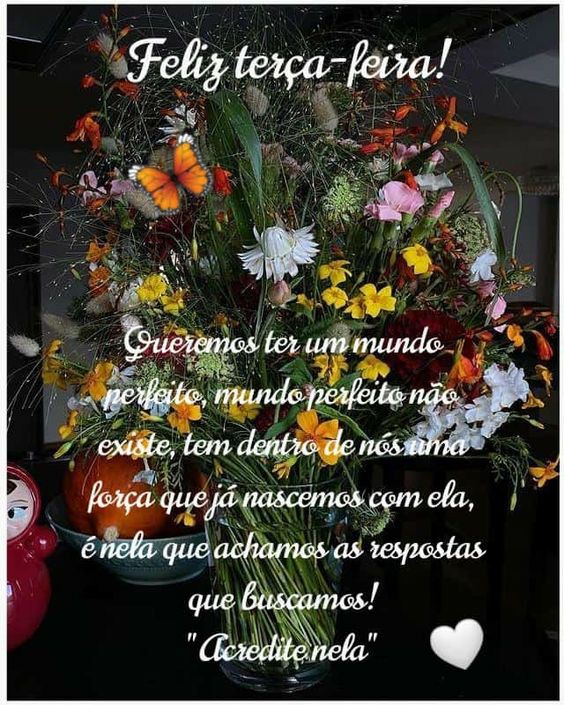 Feliz terça-feira!
Queremos ter um mundo
perfeito, mundo perfeito não
existe, tem dentro de nós uma
força que já nascemos com ela,
é nela que achamos as respostas
que buscamos!
"Acredite nela"